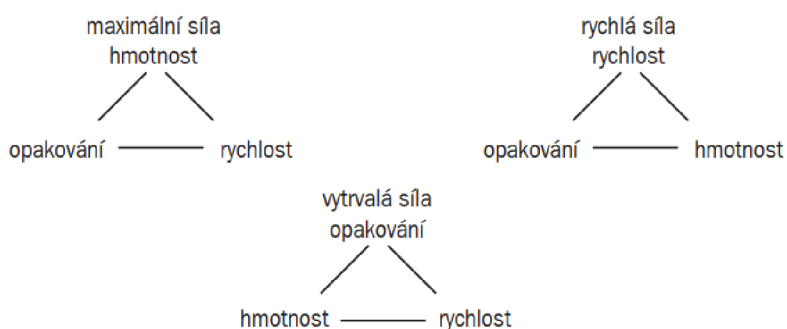 maximální síla
hmotnost
opakování
rychlost
rychlá síla
rychlost
opakování
hmotnost
vytrvalá síla
opakování
hmotnost
rychlost